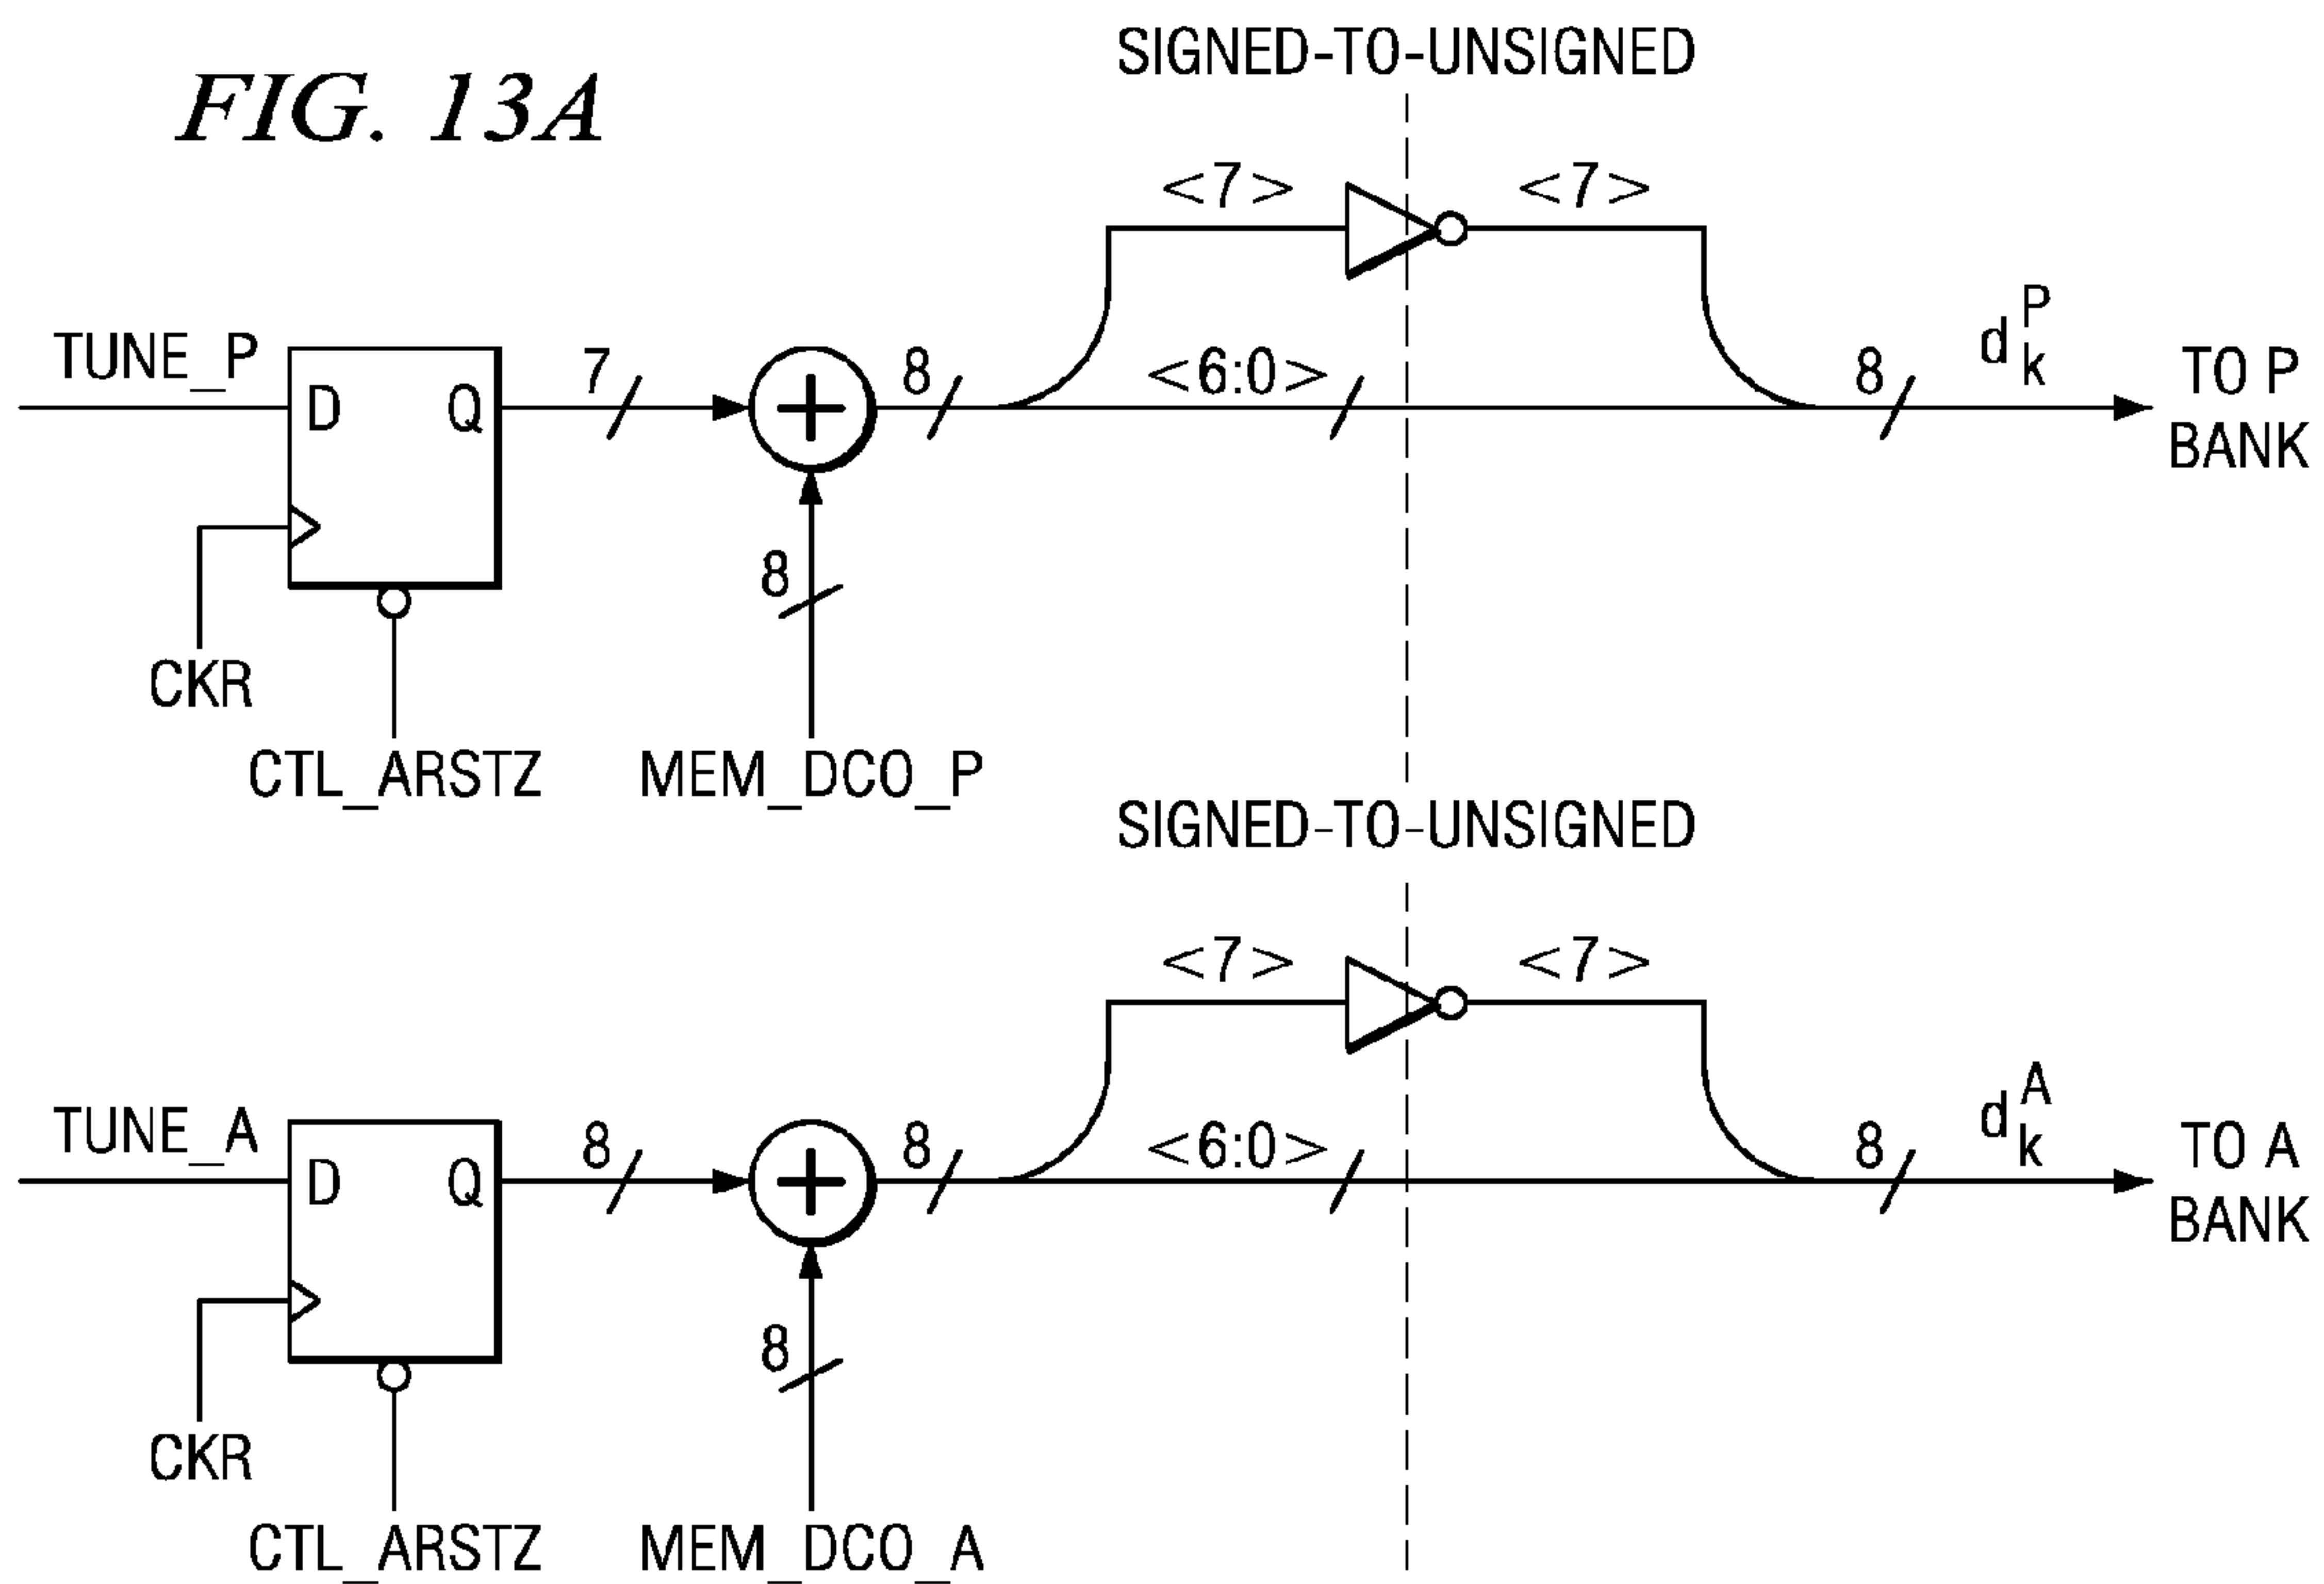 FIG. 13A
SIGNED-TO-UNSIGNED
<7> <7>
TUNE_P
D Q
7
8
<6:0>
8
d P k
TO P
BANK
8
CKR
CTL_ARSTZ
MEM_DCO_P
SIGNED-TO-UNSIGNED
<7> <7>
TUNE_A
D Q
8
8
<6:0>
8
d A k
TO A
BANK
8
CKR
CTL_ARSTZ
MEM_DCO_A